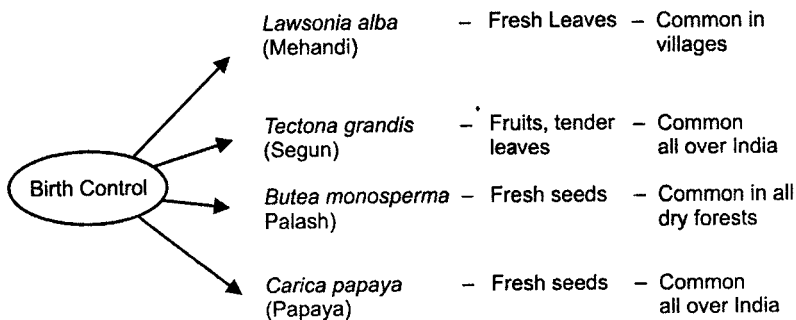 Lawsonia alba – Fresh Leaves – Common in
(Mehandi) villages
Tectona grandis – Fruits, tender – Common
(Segun) leaves all over India
Birth Control
Butea monosperma – Fresh seeds – Common in all
Palash) dry forests
Carica papaya – Fresh seeds – Common
(Papaya) all over India